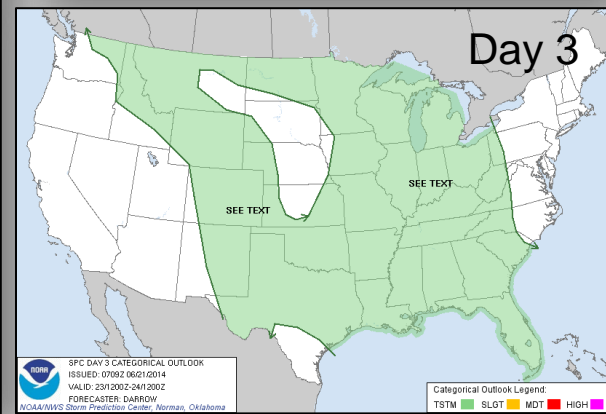 Day 3
SEE TEXT
SEE TEXT
NOAA
SPC DAY 3 CATEGORICAL OUTLOOK
ISSUED: 0709Z 06/21/2014
VALID: 23/1200Z-24/1200Z
FORECASTER: DARROW
NOAA/NWS Storm Prediction Center, Norman, Oklahoma
Categorical Outlook Legend:
TSTM SLGT MDT HIGH